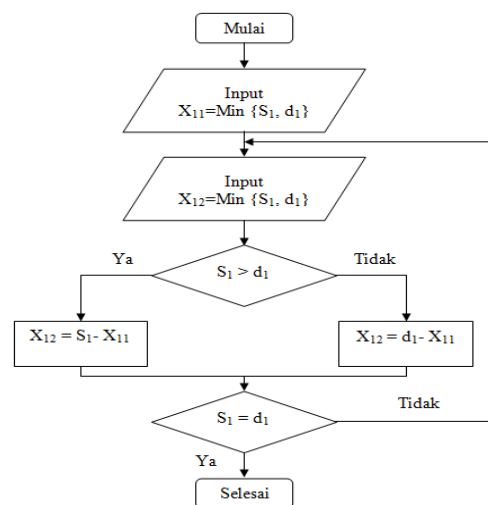 Mulai
Input
X₁₁=Min {S₁, d₁}
Input
X₁₂=Min {S₁, d₁}
Ya
S₁ > d₁
Tidak
X₁₂ = S₁- X₁₁
X₁₂ = d₁- X₁₁
S₁ = d₁
Tidak
Ya
Selesai